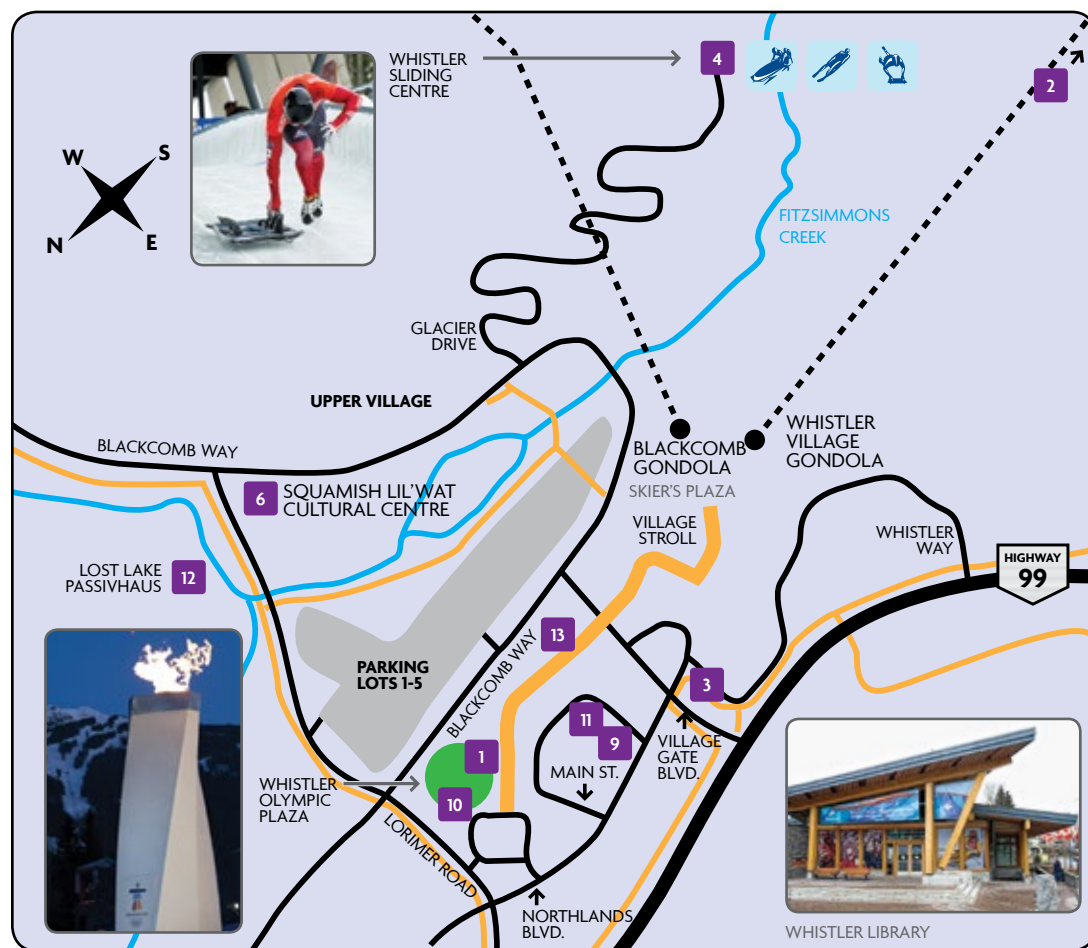 WHISTLER
SLIDING
CENTRE
4
2
W
S
N
E
FITZSIMMONS
CREEK
GLACIER
DRIVE
UPPER VILLAGE
BLACKCOMB WAY
BLACKCOMB
GONDOLA
WHISTLER
VILLAGE
GONDOLA
SKIER'S PLAZA
6
SQUAMISH LIL'WAT
CULTURAL CENTRE
VILLAGE
STROLL
WHISTLER
WAY
HIGHWAY
99
LOST LAKE
PASSIVHAUS
12
13
PARKING
LOTS 1-5
BLACKCOMB WAY
3
11
9
VILLAGE
GATE
BLVD.
1
MAIN ST.
WHISTLER
OLYMPIC
PLAZA
10
LORIMER ROAD
NORTHLANDS
BLVD.
WHISTLER LIBRARY